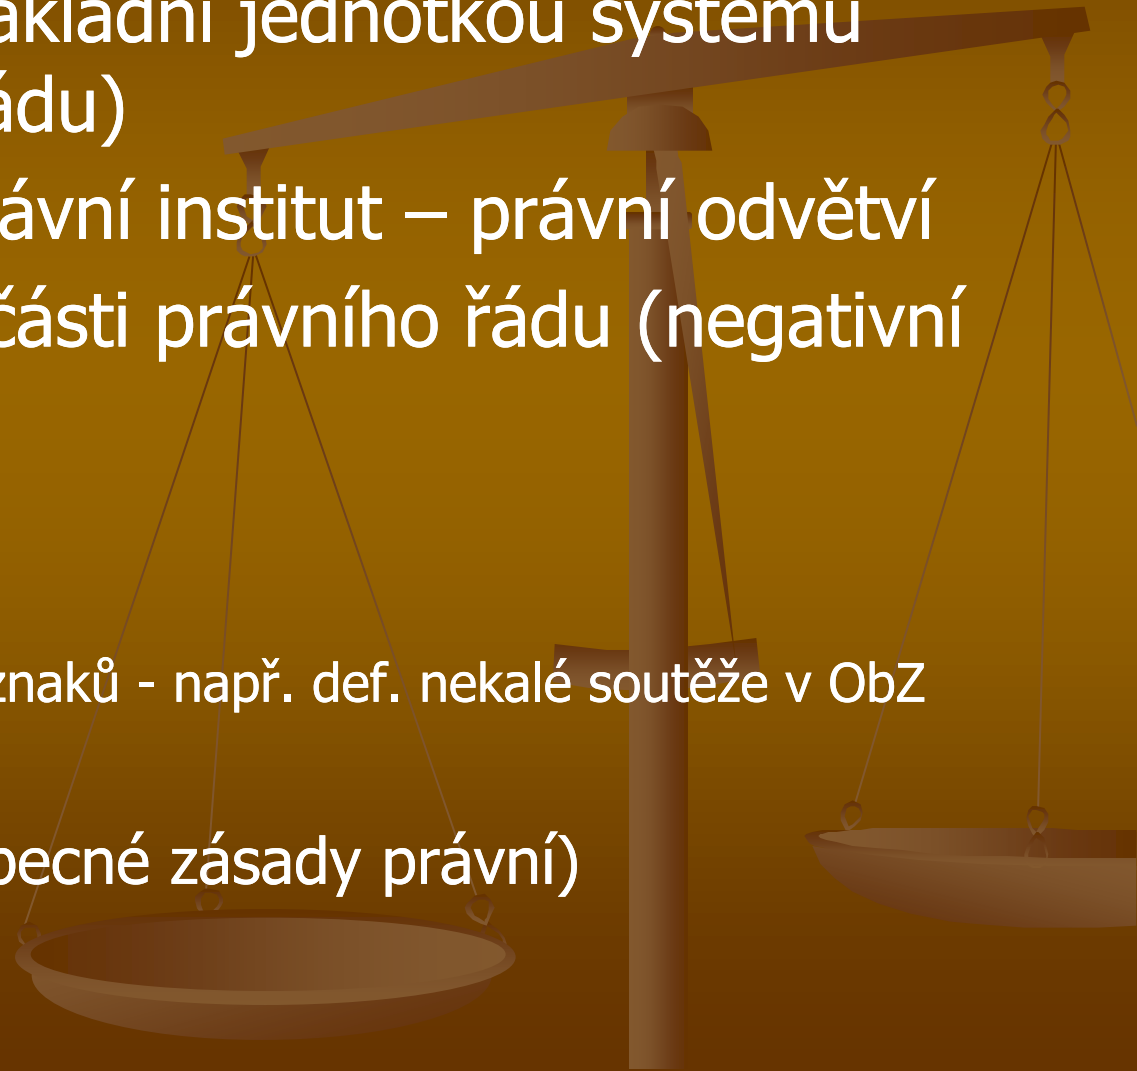 ákladní jednotkou systému
ádu)
ávní institut – právní odvětví
části právního řádu (negativní
znaků - např. def. nekalé soutěže v ObZ
becné zásady právní)